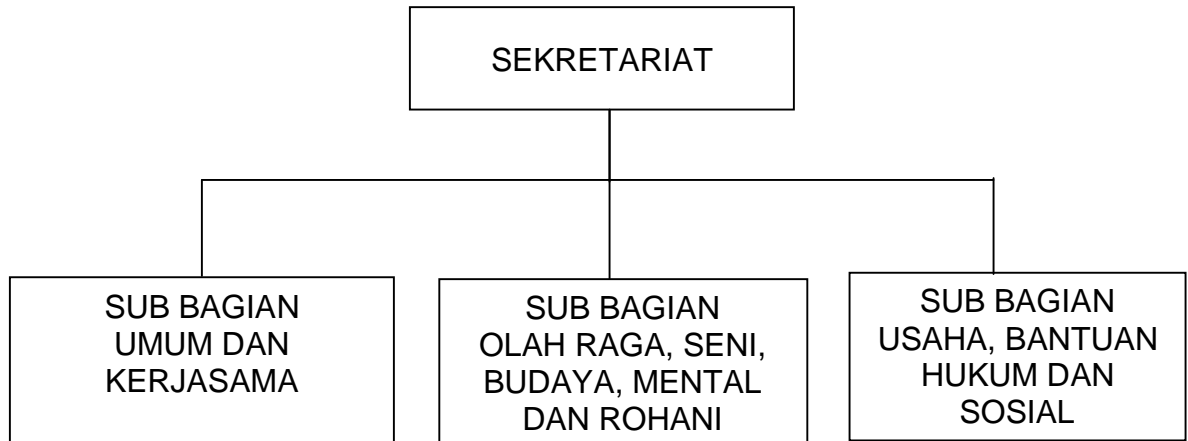 SEKRETARIAT
SUB BAGIAN
UMUM DAN
KERJASAMA
SUB BAGIAN
OLAH RAGA, SENI,
BUDAYA, MENTAL
DAN ROHANI
SUB BAGIAN
USAHA, BANTUAN
HUKUM DAN
SOSIAL